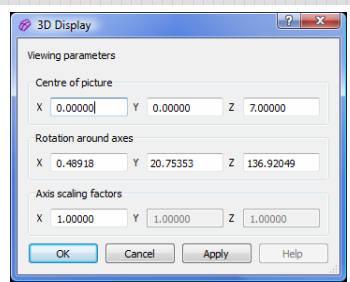 3D Display
Viewing parameters
Centre of picture
X 0.00000 Y 0.00000 Z 7.00000
Rotation around axes
X 0.48918 Y 20.75353 Z 136.92049
Axis scaling factors
X 1.00000 Y 1.00000 Z 1.00000
OK Cancel Apply Help